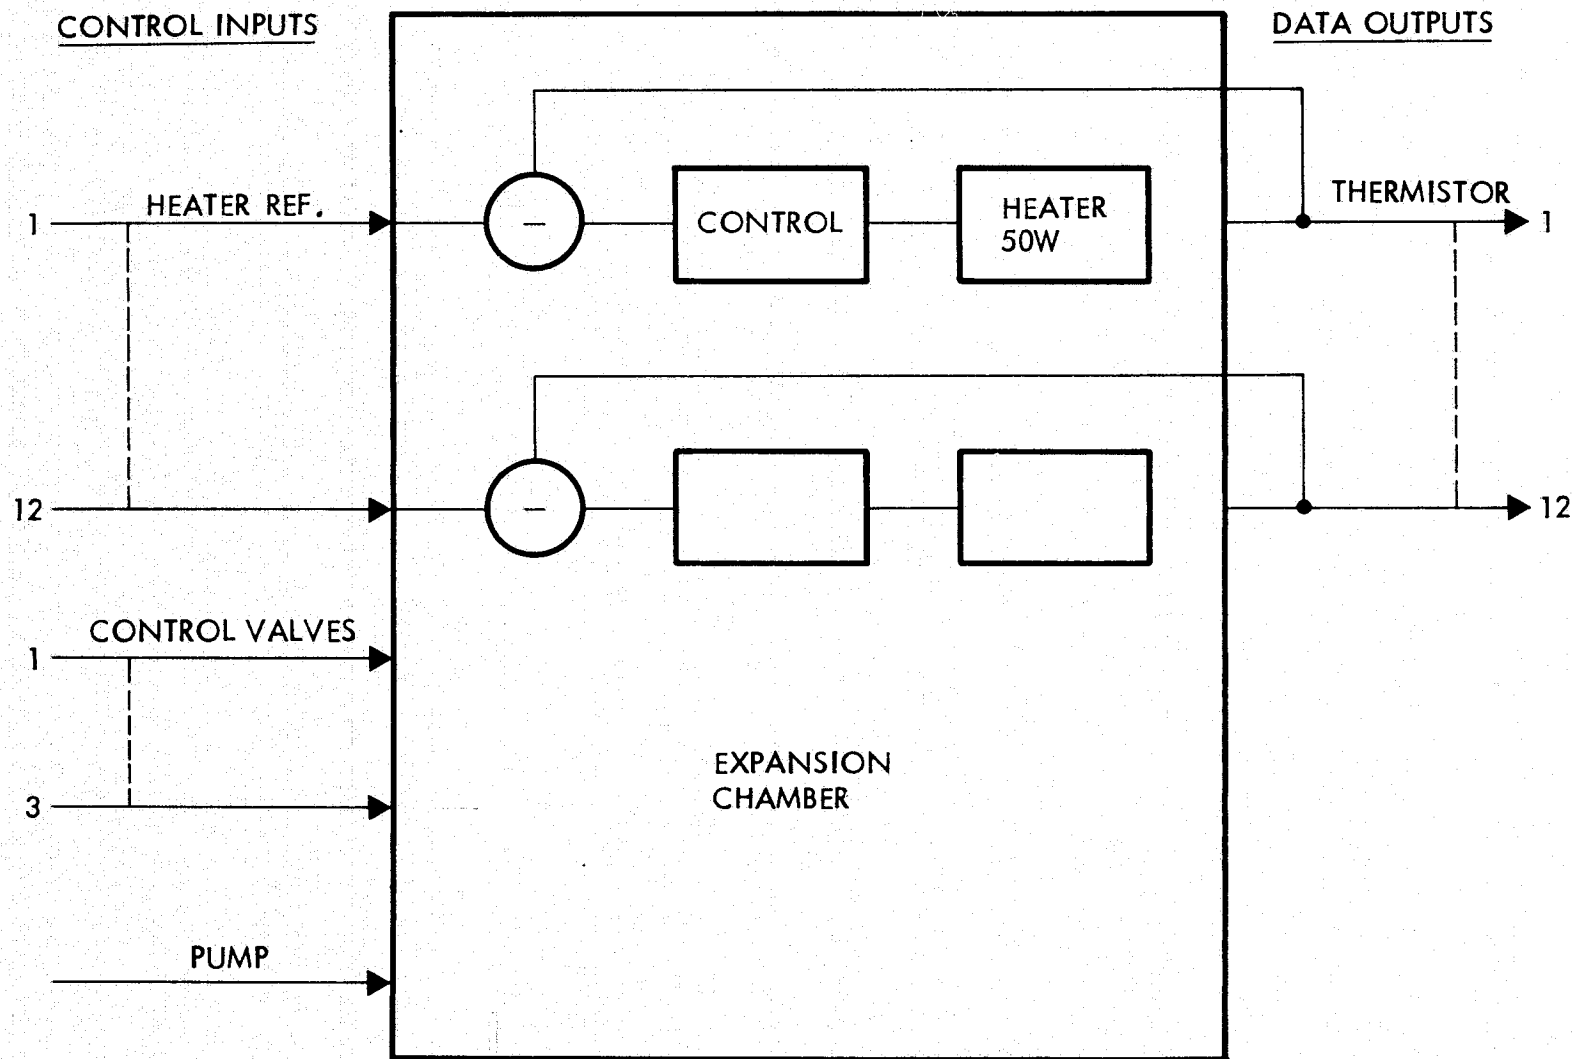 CONTROL INPUTS
DATA OUTPUTS
1
HEATER REF.
−
CONTROL
HEATER
50W
THERMISTOR
1
12
−
12
CONTROL VALVES
1
3
EXPANSION
CHAMBER
PUMP